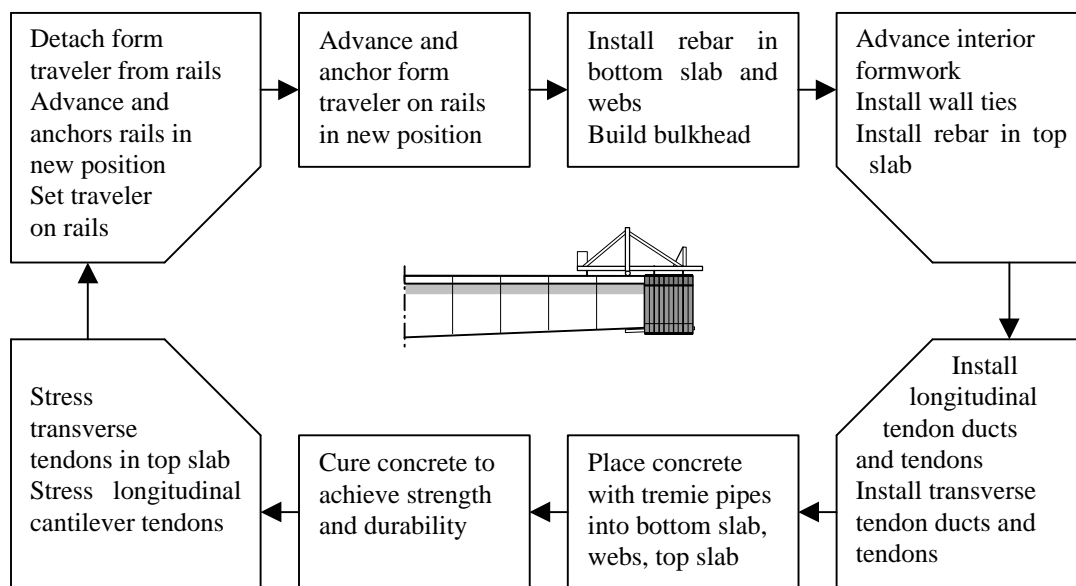 Detach form
traveler from rails
Advance and
anchors rails in
new position
Set traveler
on rails
Advance and
anchor form
traveler on rails
in new position
Install rebar in
bottom slab and
webs
Build bulkhead
Advance interior
formwork
Install wall ties
Install rebar in top
slab
Install
longitudinal
tendon ducts
and tendons
Install transverse
tendon ducts and
tendons
Place concrete
with tremie pipes
into bottom slab,
webs, top slab
Cure concrete to
achieve strength
and durability
Stress
transverse
tendons in top slab
Stress longitudinal
cantilever tendons